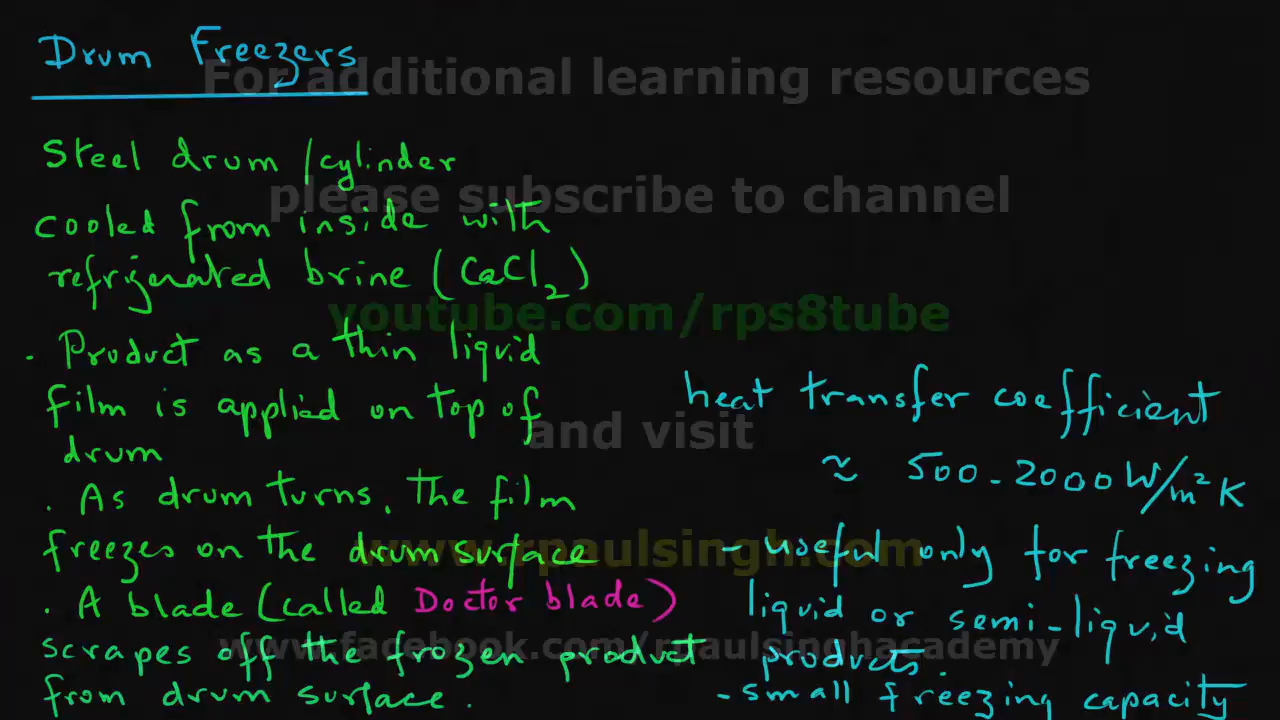 Drum Freezers
For additional learning resources
Steel drum/cylinder
please subscribe to channel
cooled from inside with
refrigerated brine (CaCl₂)
youtube.com/rps8tube
. Product as a thin liquid
film is applied on top of
drum
heat transfer coefficient
and visit
≈ 500-2000 W/m² K
. As drum turns, the film
freezes on the drum surface
www.rpaulsingh.com
- useful only for freezing
liquid or semi-liquid
products.
. A blade (called Doctor blade)
scrapes off the frozen product
www.facebook.com/rpaulsinghacademy
from drum surface.
- small freezing capacity